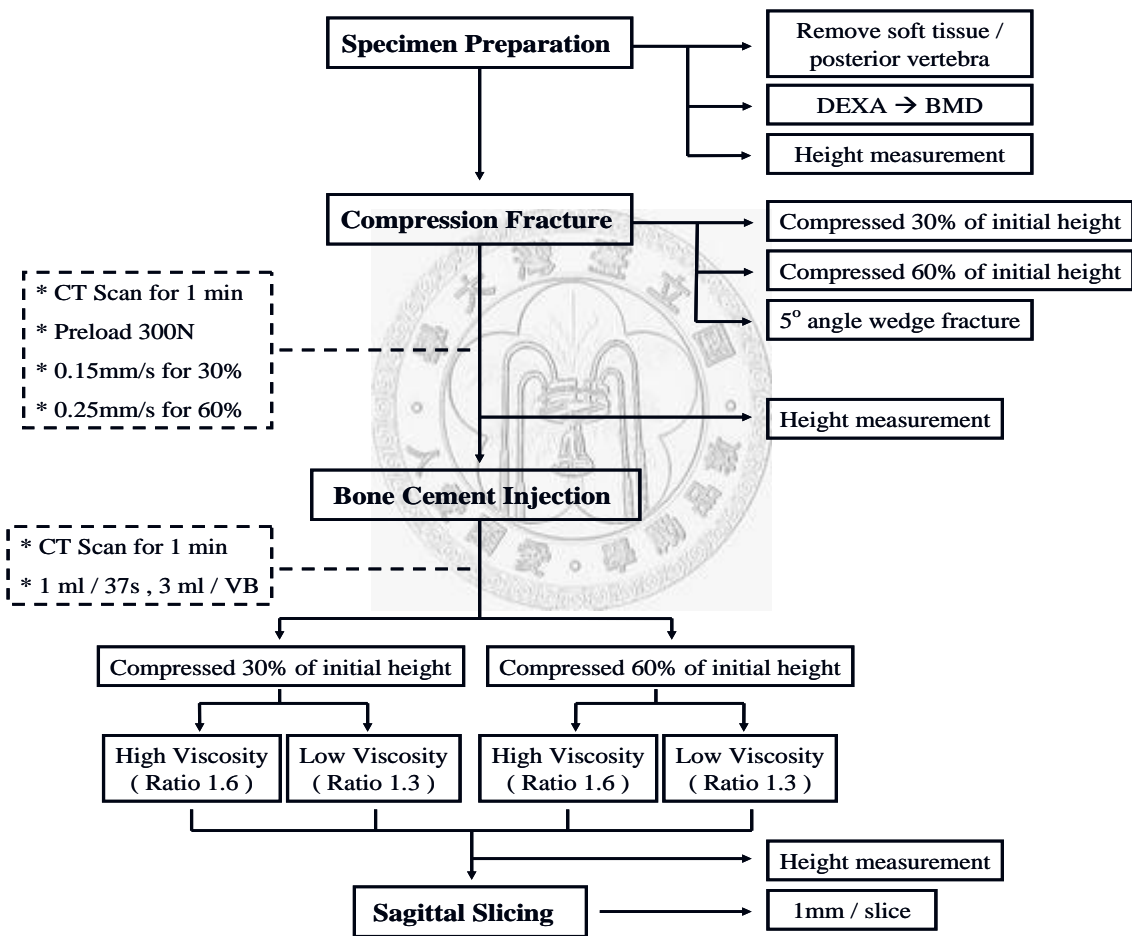 Specimen Preparation
Remove soft tissue /
posterior vertebra
DEXA → BMD
Height measurement
Compression Fracture
Compressed 30% of initial height
Compressed 60% of initial height
5° angle wedge fracture
* CT Scan for 1 min
* Preload 300N
* 0.15mm/s for 30%
* 0.25mm/s for 60%
Height measurement
Bone Cement Injection
* CT Scan for 1 min
* 1 ml / 37s , 3 ml / VB
Compressed 30% of initial height
Compressed 60% of initial height
High Viscosity
( Ratio 1.6 )
Low Viscosity
( Ratio 1.3 )
High Viscosity
( Ratio 1.6 )
Low Viscosity
( Ratio 1.3 )
Height measurement
Sagittal Slicing
1mm / slice